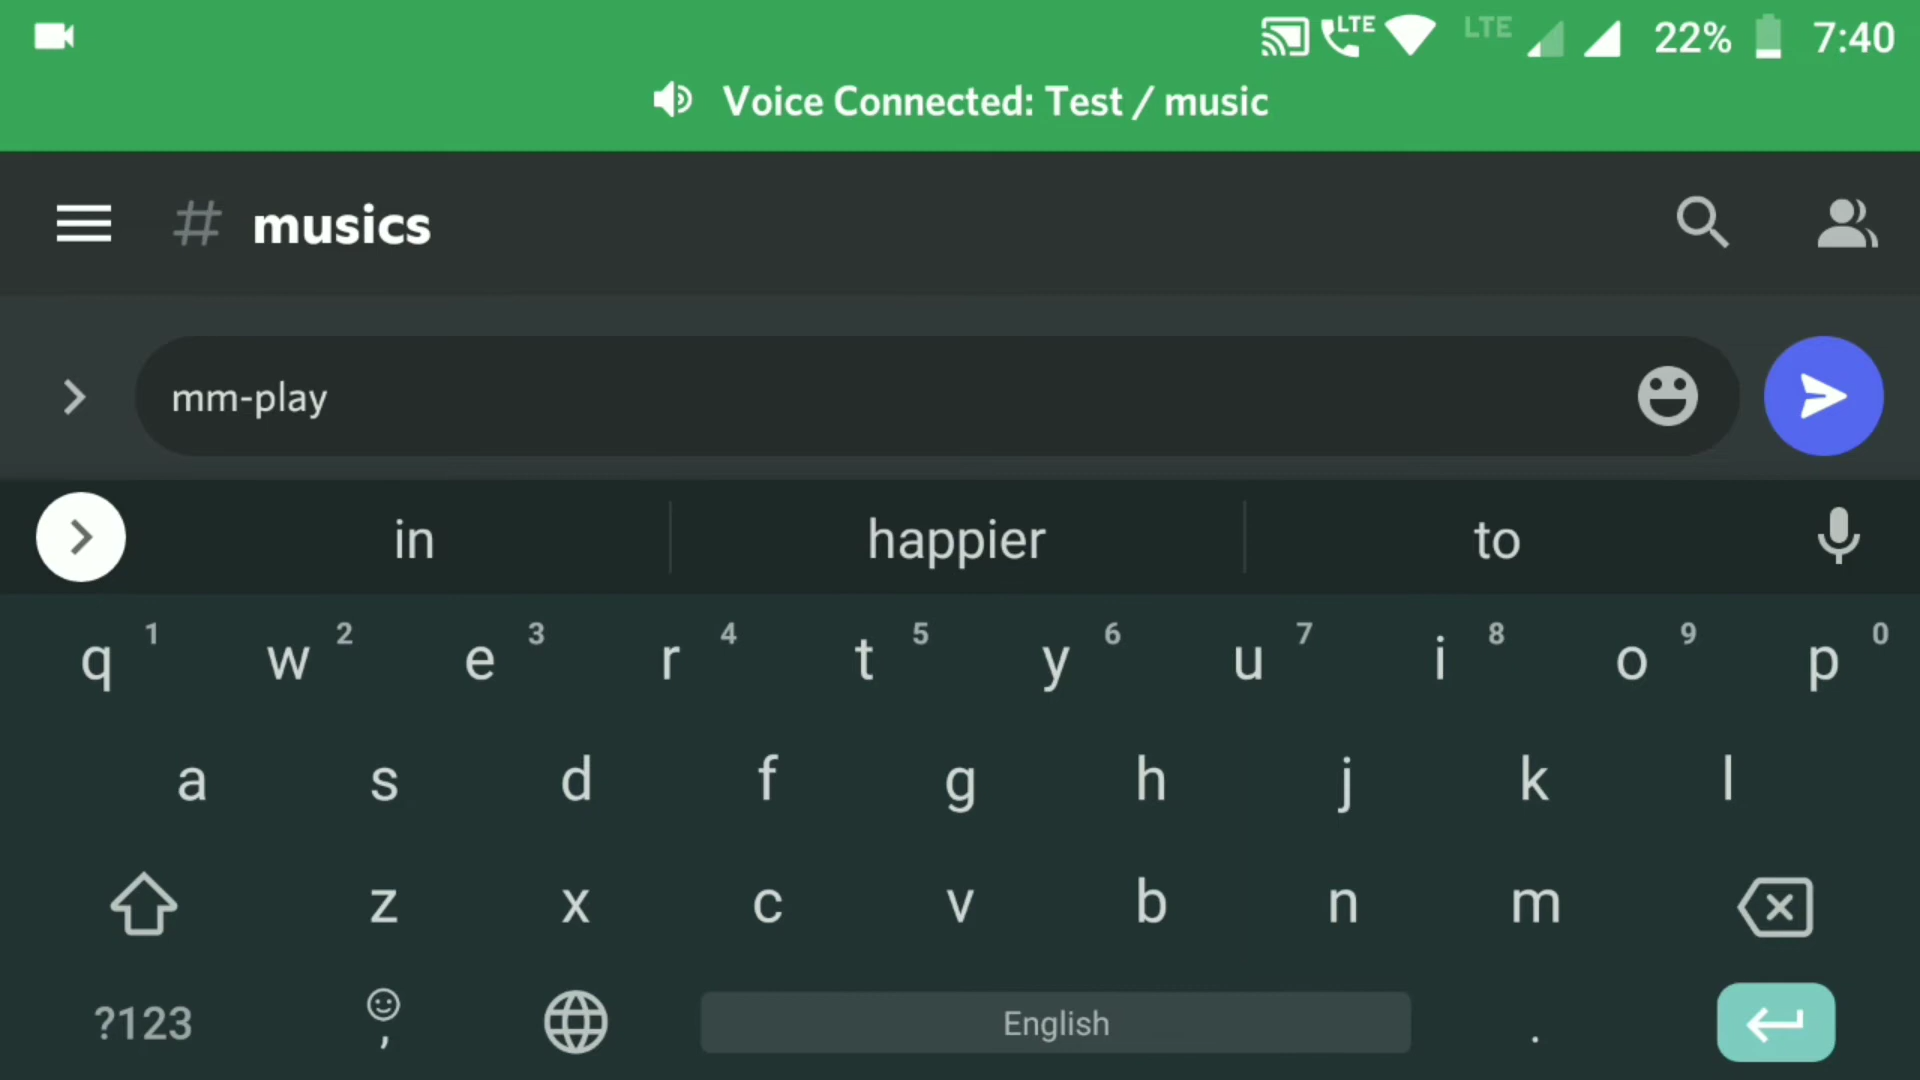 LTE LTE 22% 7:40
Voice Connected: Test / music
# musics
mm-play
in happier to
q 1 w 2 e 3 r 4 t 5 y 6 u 7 i 8 o 9 p 0
a s d f g h j k l
z x c v b n m
?123 , English .